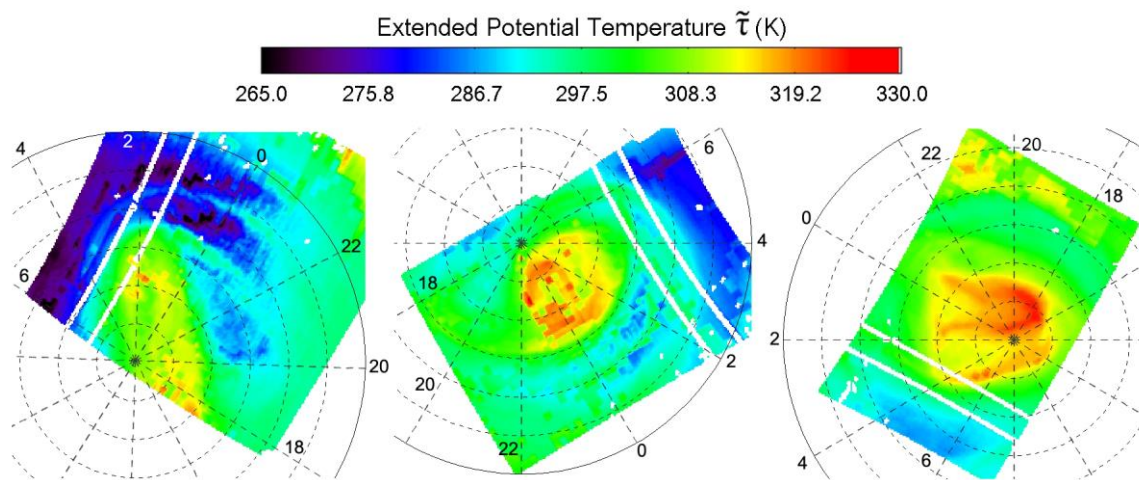 Extended Potential Temperature τ̃ (K)
265.0 275.8 286.7 297.5 308.3 319.2 330.0
4 2 0 22 20 18 6
6 4 2 0 22 20 18
22 20 18 0 2 4 6